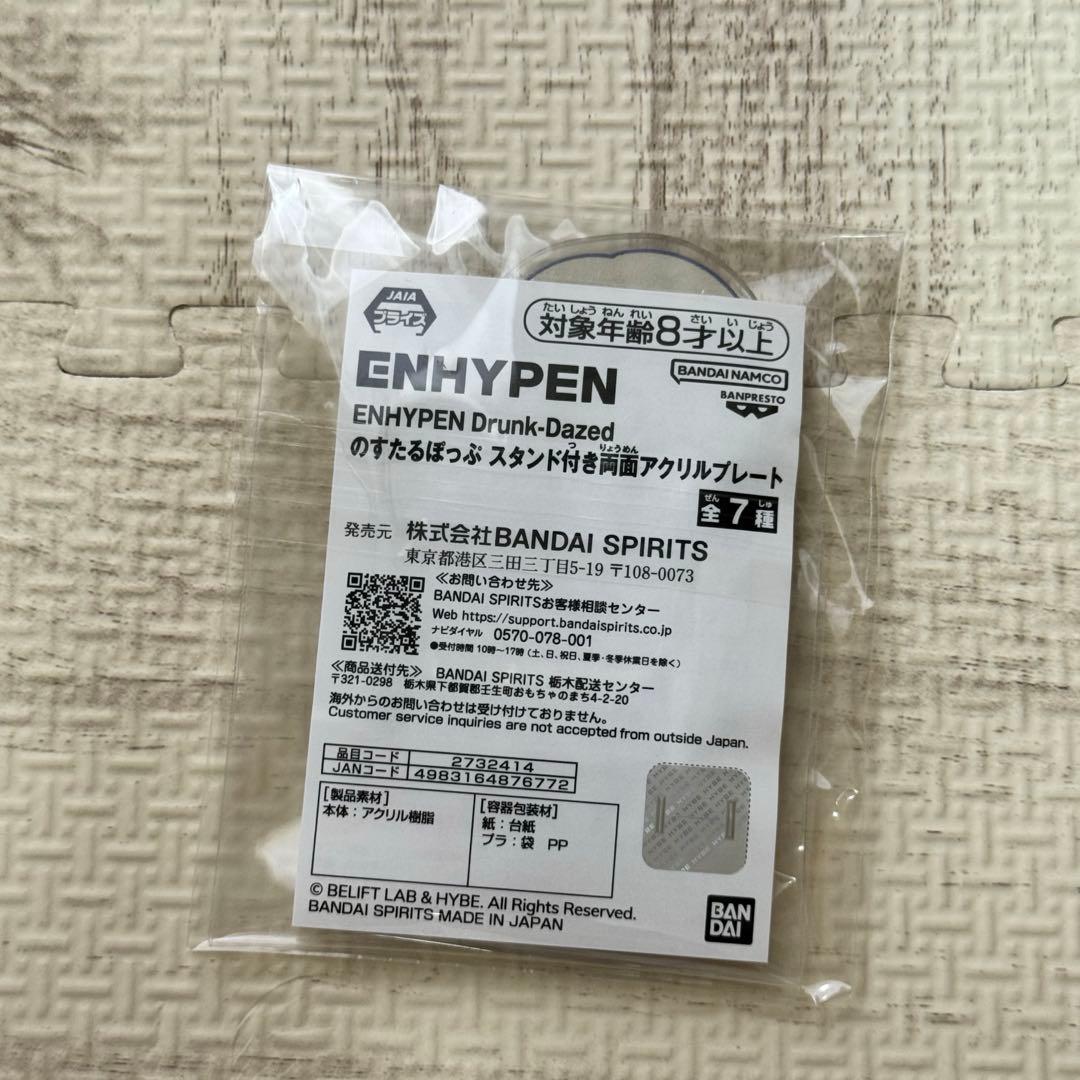 JAIA
プライズ
たいしょうねんれい さいいじょう
対象年齢8才以上
BANDAI NAMCO
BANPRESTO
ENHYPEN
ENHYPEN Drunk-Dazed
つ りょうめん
のすたるぽっぷ スタンド付き両面アクリルプレート
ぜん しゅ
全7種
発売元 株式会社BANDAI SPIRITS
東京都港区三田三丁目5-19 〒108-0073
≪お問い合わせ先≫
BANDAI SPIRITSお客様相談センター
Web https://support.bandaispirits.co.jp
ナビダイヤル 0570-078-001
●受付時間 10時〜17時 (土、日、祝日、夏季・冬季休業日を除く)
≪商品送付先≫ BANDAI SPIRITS 栃木配送センター
〒321-0298 栃木県下都賀郡壬生町おもちゃのまち4-2-20
海外からのお問い合わせは受け付けておりません。
Customer service inquiries are not accepted from outside Japan.
品目コード 2732414
JANコード 4983164876772
[製品素材]
本体：アクリル樹脂
[容器包装材]
紙：台紙
プラ：袋 PP
HYBE
© BELIFT LAB & HYBE. All Rights Reserved.
BANDAI SPIRITS MADE IN JAPAN
BAN
DAI